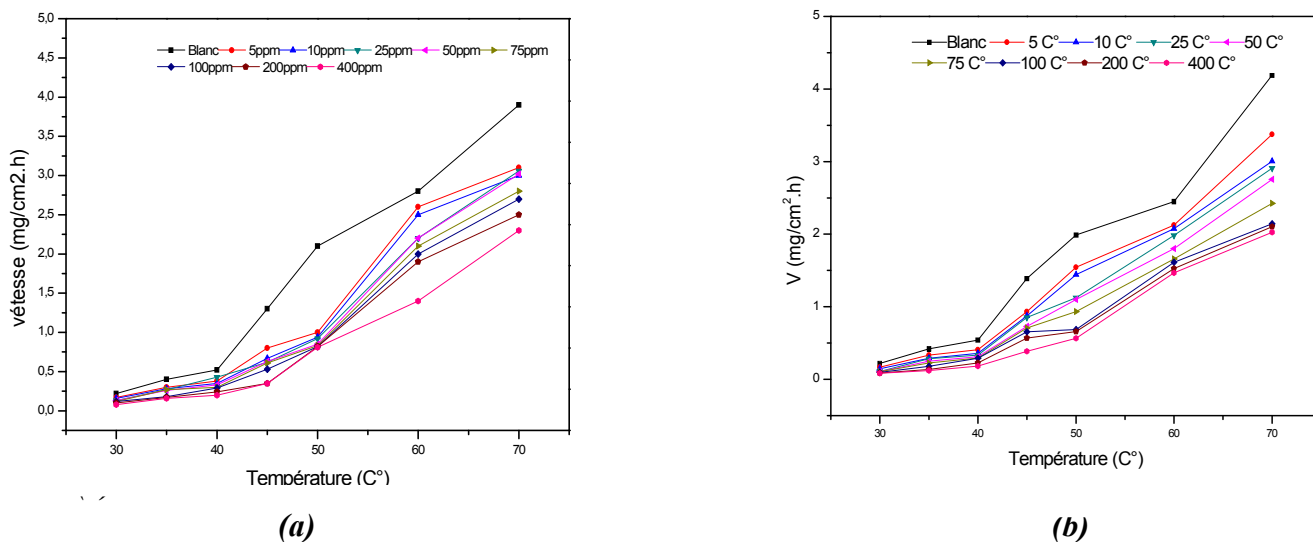 5,0
4,5
4,0
3,5
3,0
2,5
2,0
1,5
1,0
0,5
0,0
vétesse (mg/cm2.h)
Blanc 5ppm 10ppm 25ppm 50ppm 75ppm
100ppm 200ppm 400ppm
30 40 50 60 70
Température (C°)
(a)
5
4
3
2
1
0
V (mg/cm².h)
Blanc 5 C° 10 C° 25 C° 50 C°
75 C° 100 C° 200 C° 400 C°
30 40 50 60 70
Température (C°)
(b)